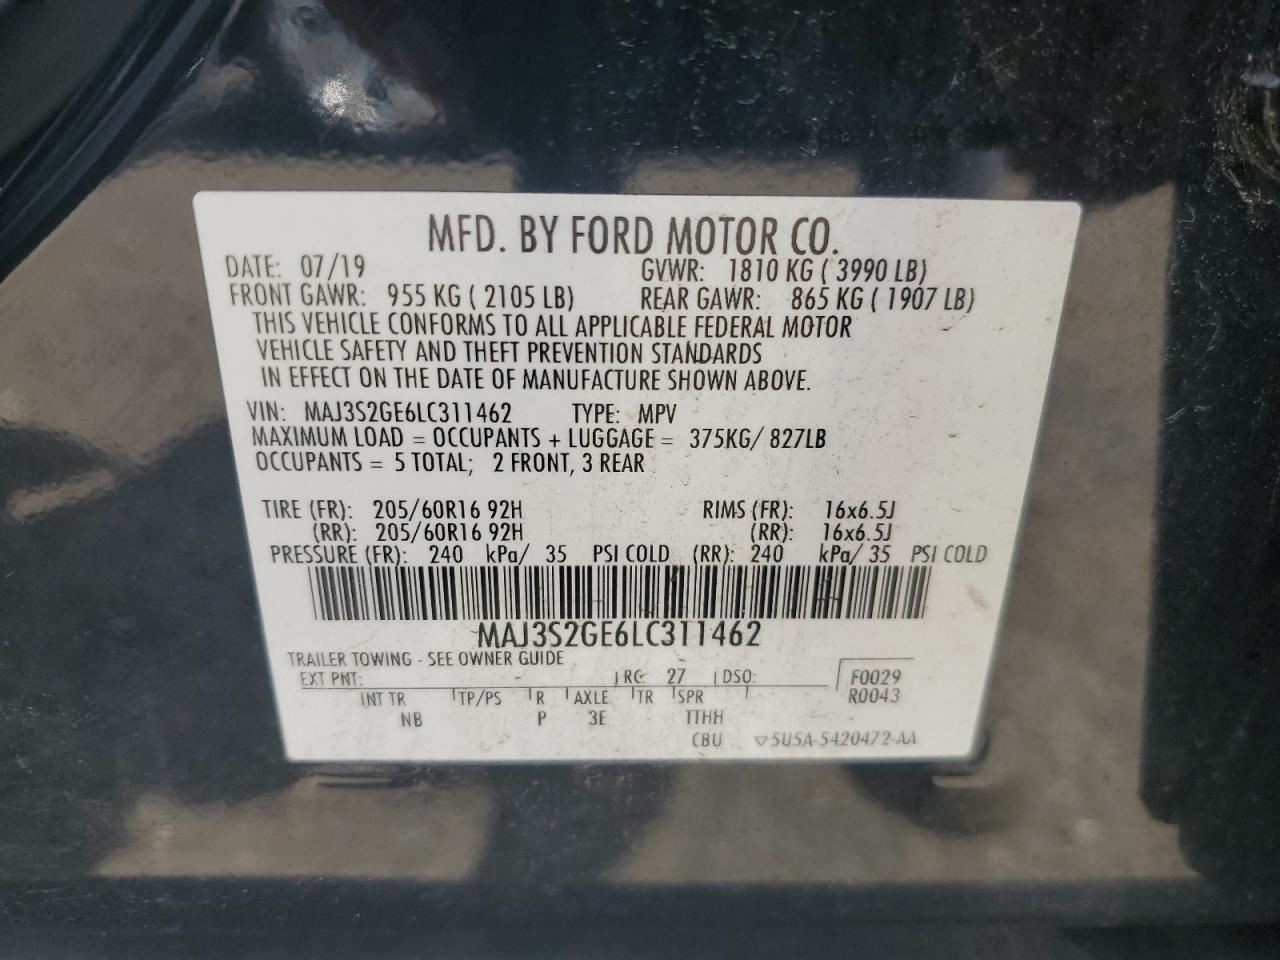 MFD. BY FORD MOTOR CO.
DATE: 07/19 GVWR: 1810 KG ( 3990 LB)
FRONT GAWR: 955 KG ( 2105 LB) REAR GAWR: 865 KG ( 1907 LB)
THIS VEHICLE CONFORMS TO ALL APPLICABLE FEDERAL MOTOR
VEHICLE SAFETY AND THEFT PREVENTION STANDARDS
IN EFFECT ON THE DATE OF MANUFACTURE SHOWN ABOVE.
VIN: MAJ3S2GE6LC311462 TYPE: MPV
MAXIMUM LOAD = OCCUPANTS + LUGGAGE = 375KG/ 827LB
OCCUPANTS = 5 TOTAL; 2 FRONT, 3 REAR
TIRE (FR): 205/60R16 92H RIMS (FR): 16x6.5J
(RR): 205/60R16 92H (RR): 16x6.5J
PRESSURE (FR): 240 kPa/ 35 PSI COLD (RR): 240 kPa/ 35 PSI COLD
MAJ3S2GE6LC311462
TRAILER TOWING - SEE OWNER GUIDE
EXT PNT: - RC: 27 DSO: F0029
INT TR TP/PS R AXLE TR SPR R0043
NB P 3E TTHH
CBU ▽5U5A-5420472-AA